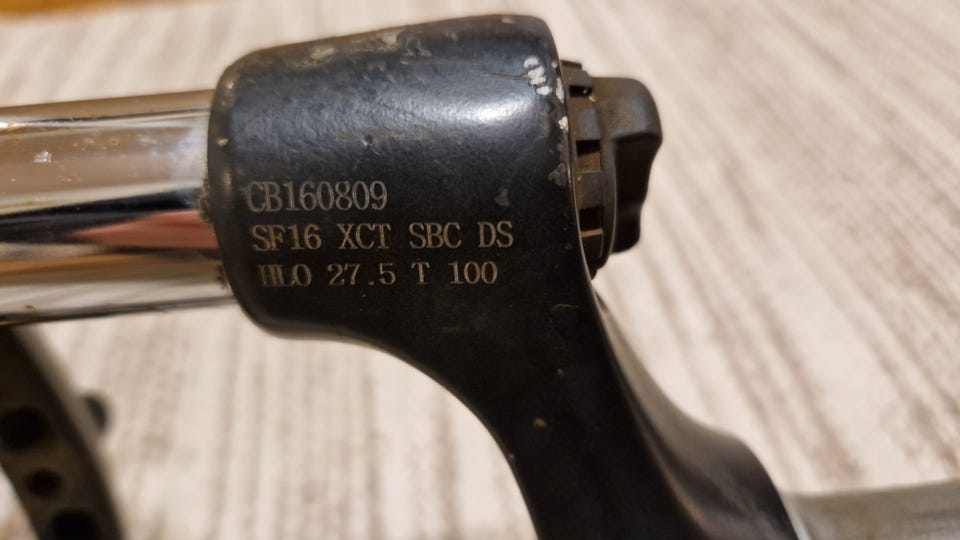 CB160809
SF16 XCT SBC DS
HLO 27.5 T 100